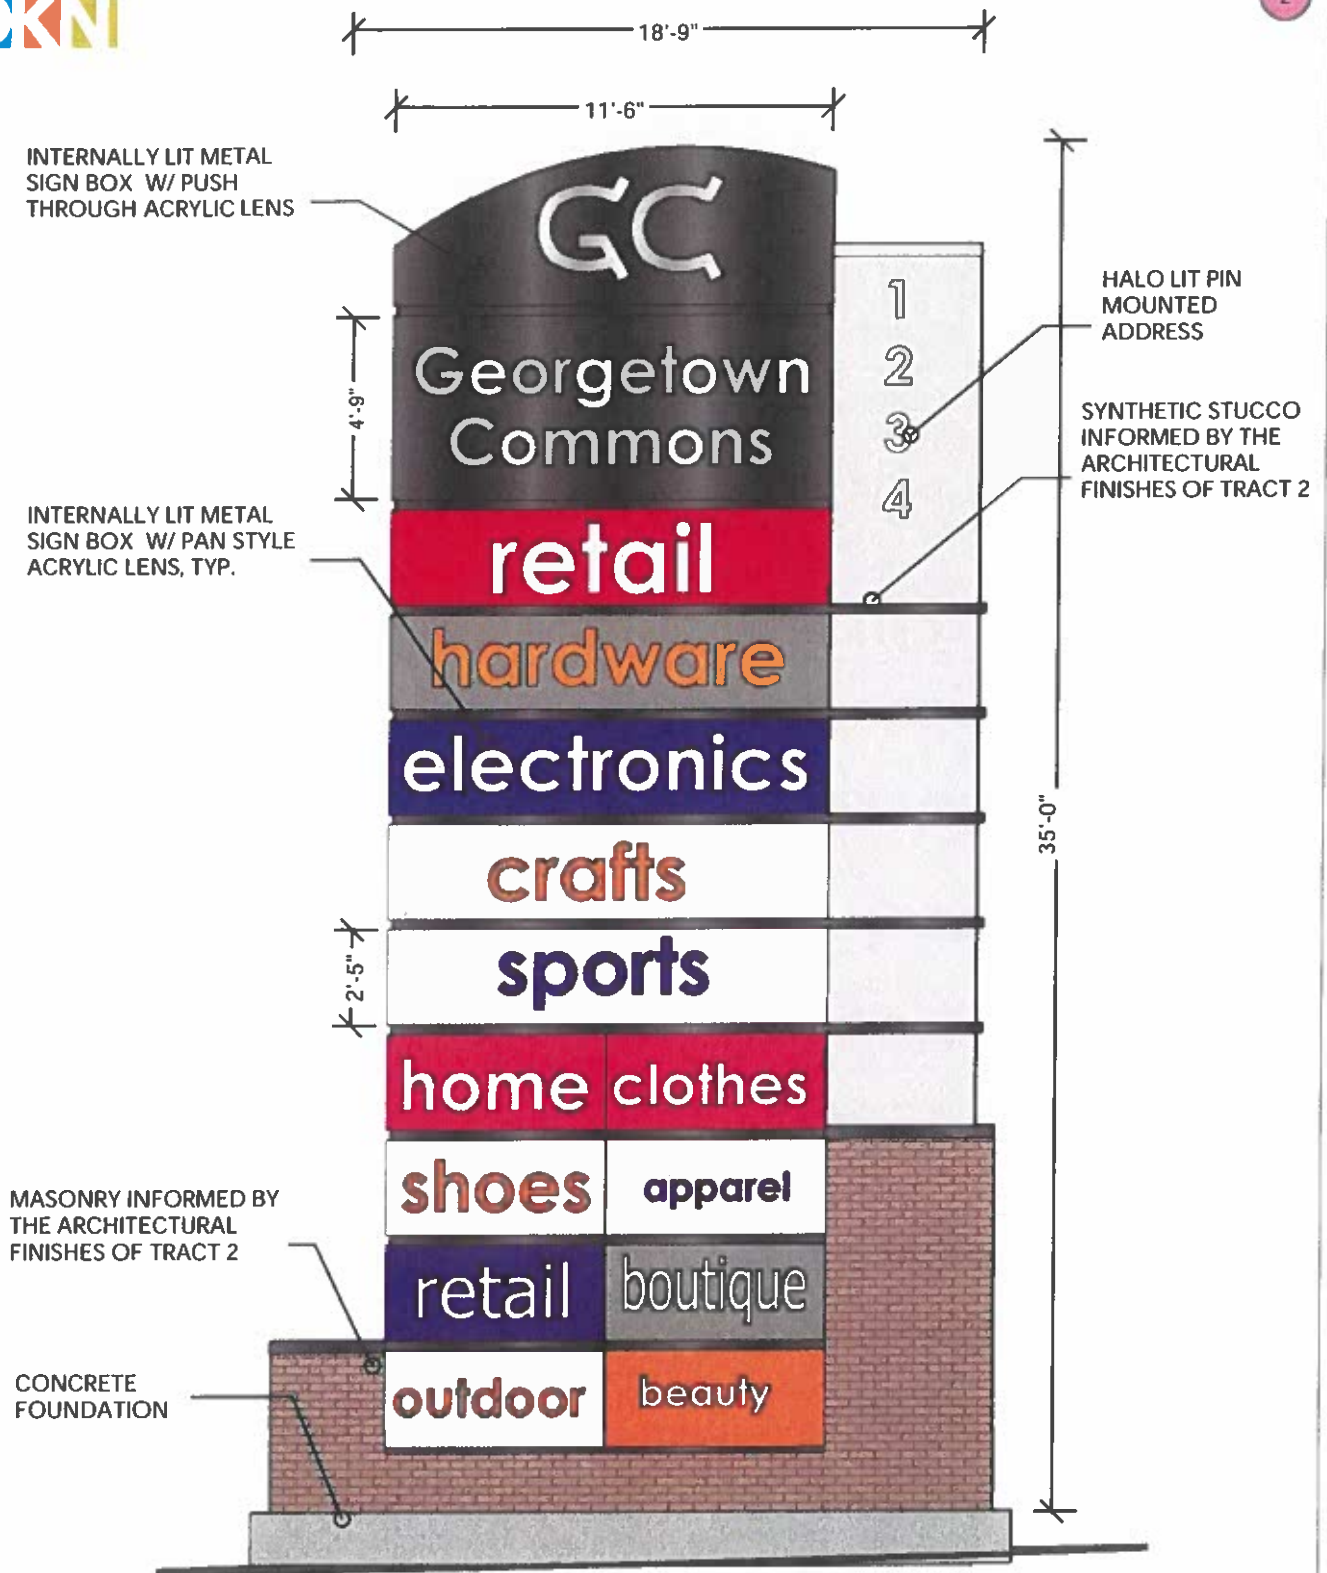 OKN
2
18'-9"
11'-6"
INTERNALLY LIT METAL
SIGN BOX W/ PUSH
THROUGH ACRYLIC LENS
GC
HALO LIT PIN
MOUNTED
ADDRESS
1
2
3
4
Georgetown
Commons
4'-9"
SYNTHETIC STUCCO
INFORMED BY THE
ARCHITECTURAL
FINISHES OF TRACT 2
INTERNALLY LIT METAL
SIGN BOX W/ PAN STYLE
ACRYLIC LENS, TYP.
retail
hardware
electronics
35'-0"
crafts
sports
2'-5"
home clothes
shoes apparel
MASONRY INFORMED BY
THE ARCHITECTURAL
FINISHES OF TRACT 2
retail boutique
CONCRETE
FOUNDATION
outdoor beauty